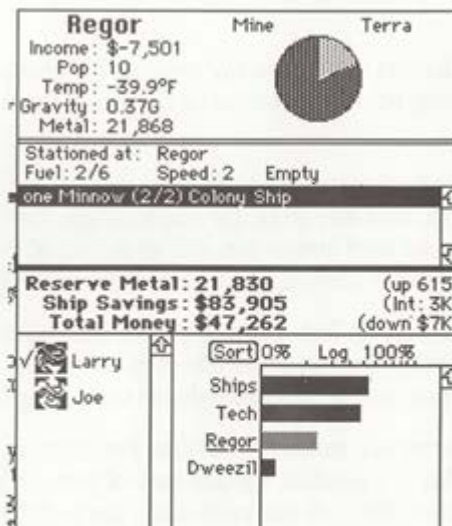 Regor
Income: $-7,501
Pop: 10
Temp: -39.9°F
Gravity: 0.37G
Metal: 21,868
Mine Terra
Stationed at: Regor
Fuel: 2/6 Speed: 2 Empty
one Minnow (2/2) Colony Ship
Reserve Metal: 21,830 (up 615
Ship Savings: $83,905 (Int: 3K
Total Money: $47,262 (down $7K
Larry
Joe
Sort 0% Log 100%
Ships
Tech
Regor
Dweezil